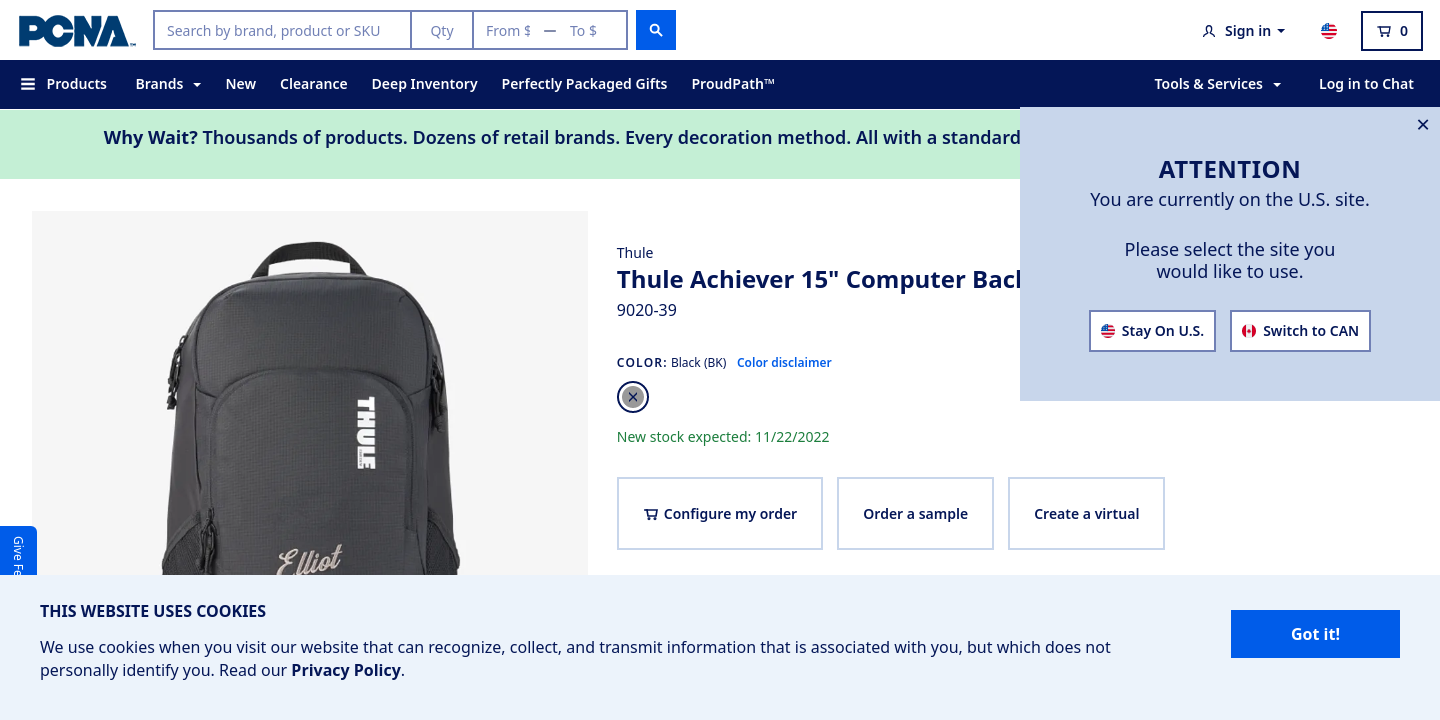 PCNA
Search by brand, product or SKU
Qty
From $ — To $
Sign in
0
Products
Brands
New
Clearance
Deep Inventory
Perfectly Packaged Gifts
ProudPath™
Tools & Services
Log in to Chat
Why Wait? Thousands of products. Dozens of retail brands. Every decoration method. All with a standard
ATTENTION
You are currently on the U.S. site.
Please select the site you
would like to use.
Stay On U.S.
Switch to CAN
Thule
Thule Achiever 15" Computer Bac
9020-39
COLOR: Black (BK) Color disclaimer
New stock expected: 11/22/2022
Configure my order
Order a sample
Create a virtual
THULE
Elliot
Give Fe
THIS WEBSITE USES COOKIES
We use cookies when you visit our website that can recognize, collect, and transmit information that is associated with you, but which does not
personally identify you. Read our Privacy Policy.
Got it!